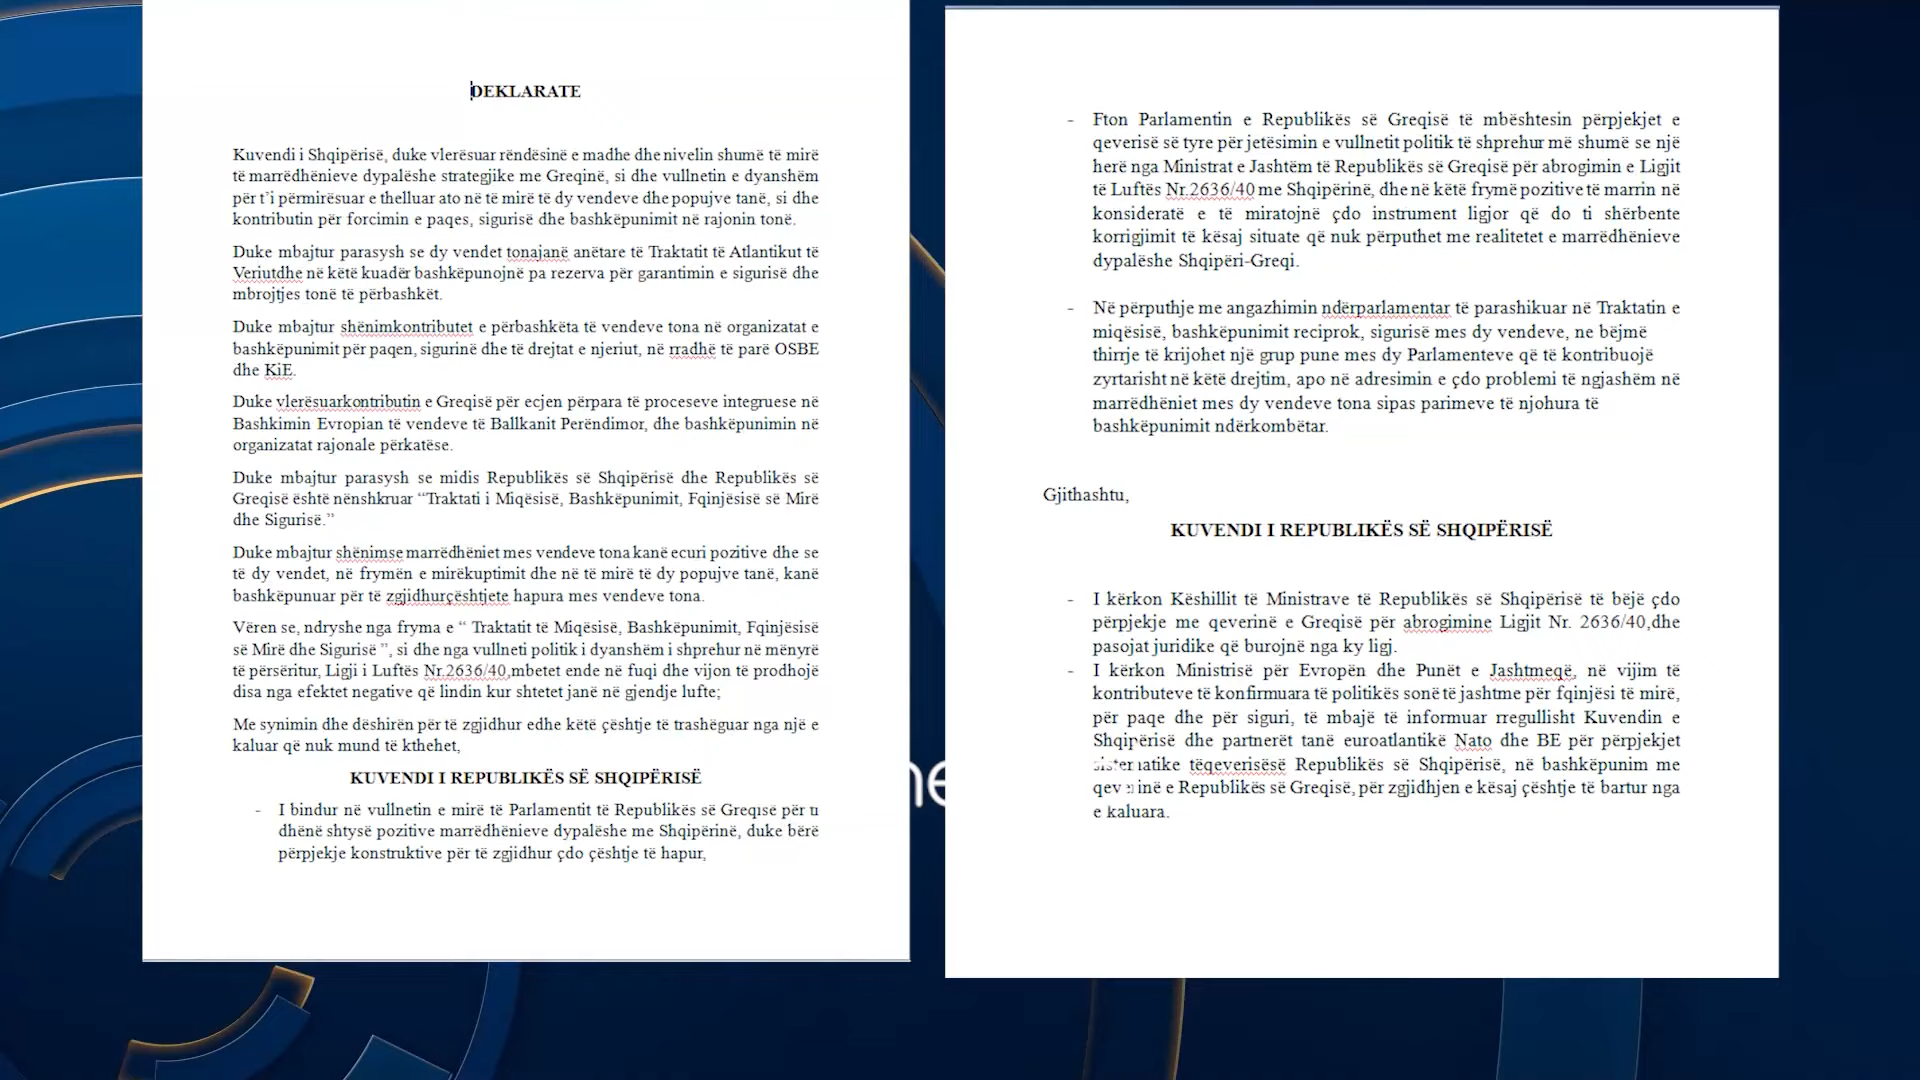 DEKLARATE
Kuvendi i Shqipërisë, duke vlerësuar rëndësinë e madhe dhe nivelin shumë të mirë
të marrëdhënieve dypalëshe strategjike me Greqinë, si dhe vullnetin e dyanshëm
për t'i përmirësuar e thelluar ato në të mirë të dy vendeve dhe popujve tanë, si dhe
kontributin për forcimin e paqes, sigurisë dhe bashkëpunimit në rajonin tonë.
Duke mbajtur parasysh se dy vendet tonajanë anëtare të Traktatit të Atlantikut të
Veriutdhe në këtë kuadër bashkëpunojnë pa rezerva për garantimin e sigurisë dhe
mbrojtjes tonë të përbashkët.
Duke mbajtur shënimkontributet e përbashkëta të vendeve tona në organizatat e
bashkëpunimit për paqen, sigurinë dhe të drejtat e njeriut, në rradhë të parë OSBE
dhe KiE.
Duke vlerësuarkontributin e Greqisë për ecjen përpara të proceseve integruese në
Bashkimin Evropian të vendeve të Ballkanit Perëndimor, dhe bashkëpunimin në
organizatat rajonale përkatëse.
Duke mbajtur parasysh se midis Republikës së Shqipërisë dhe Republikës së
Greqisë është nënshkruar “Traktati i Miqësisë, Bashkëpunimit, Fqinjësisë së Mirë
dhe Sigurisë.”
Duke mbajtur shënimse marrëdhëniet mes vendeve tona kanë ecuri pozitive dhe se
të dy vendet, në frymën e mirëkuptimit dhe në të mirë të dy popujve tanë, kanë
bashkëpunuar për të zgjidhurçështjete hapura mes vendeve tona.
Vëren se, ndryshe nga fryma e “ Traktatit të Miqësisë, Bashkëpunimit, Fqinjësisë
së Mirë dhe Sigurisë ”, si dhe nga vullneti politik i dyanshëm i shprehur në mënyrë
të përsëritur, Ligji i Luftës Nr.2636/40,mbetet ende në fuqi dhe vijon të prodhojë
disa nga efektet negative që lindin kur shtetet janë në gjendje lufte;
Me synimin dhe dëshirën për të zgjidhur edhe këtë çështje të trashëguar nga një e
kaluar që nuk mund të kthehet,
KUVENDI I REPUBLIKËS SË SHQIPËRISË
- I bindur në vullnetin e mirë të Parlamentit të Republikës së Greqisë për
dhënë shtysë pozitive marrëdhënieve dypalëshe me Shqipërinë, duke bërë
përpjekje konstruktive për të zgjidhur çdo çështje të hapur,
- Fton Parlamentin e Republikës së Greqisë të mbështesin përpjekjet e
qeverisë së tyre për jetësimin e vullnetit politik të shprehur më shumë se një
herë nga Ministrat e Jashtëm të Republikës së Greqisë për abrogimin e Ligjit
të Luftës Nr.2636/40 me Shqipërinë, dhe në këtë frymë pozitive të marrin në
konsideratë e të miratojnë çdo instrument ligjor që do ti shërbente
korrigjimit të kësaj situate që nuk përputhet me realitetet e marrëdhënieve
dypalëshe Shqipëri-Greqi.
- Në përputhje me angazhimin ndërparlamentar të parashikuar në Traktatin e
miqësisë, bashkëpunimit reciprok, sigurisë mes dy vendeve, ne bëjmë
thirrje të krijohet një grup pune mes dy Parlamenteve që të kontribuojë
zyrtarisht në këtë drejtim, apo në adresimin e çdo problemi të ngjashëm në
marrëdhëniet mes dy vendeve tona sipas parimeve të njohura të
bashkëpunimit ndërkombëtar.
Gjithashtu,
KUVENDI I REPUBLIKËS SË SHQIPËRISË
- I kërkon Këshillit të Ministrave të Republikës së Shqipërisë të bëjë çdo
përpjekje me qeverinë e Greqisë për abrogimine Ligjit Nr. 2636/40,dhe
pasojat juridike që burojnë nga ky ligj.
- I kërkon Ministrisë për Evropën dhe Punët e Jashtmeqë, në vijim të
kontributeve të konfirmuara të politikës sonë të jashtme për fqinjësi të mirë,
për paqe dhe për siguri, të mbajë të informuar rregullisht Kuvendin e
Shqipërisë dhe partnerët tanë euroatlantikë Nato dhe BE për përpjekjet
sistematike tëqeverisësë Republikës së Shqipërisë, në bashkëpunim me
qeverinë e Republikës së Greqisë, për zgjidhjen e kësaj çështje të bartur nga
e kaluara.